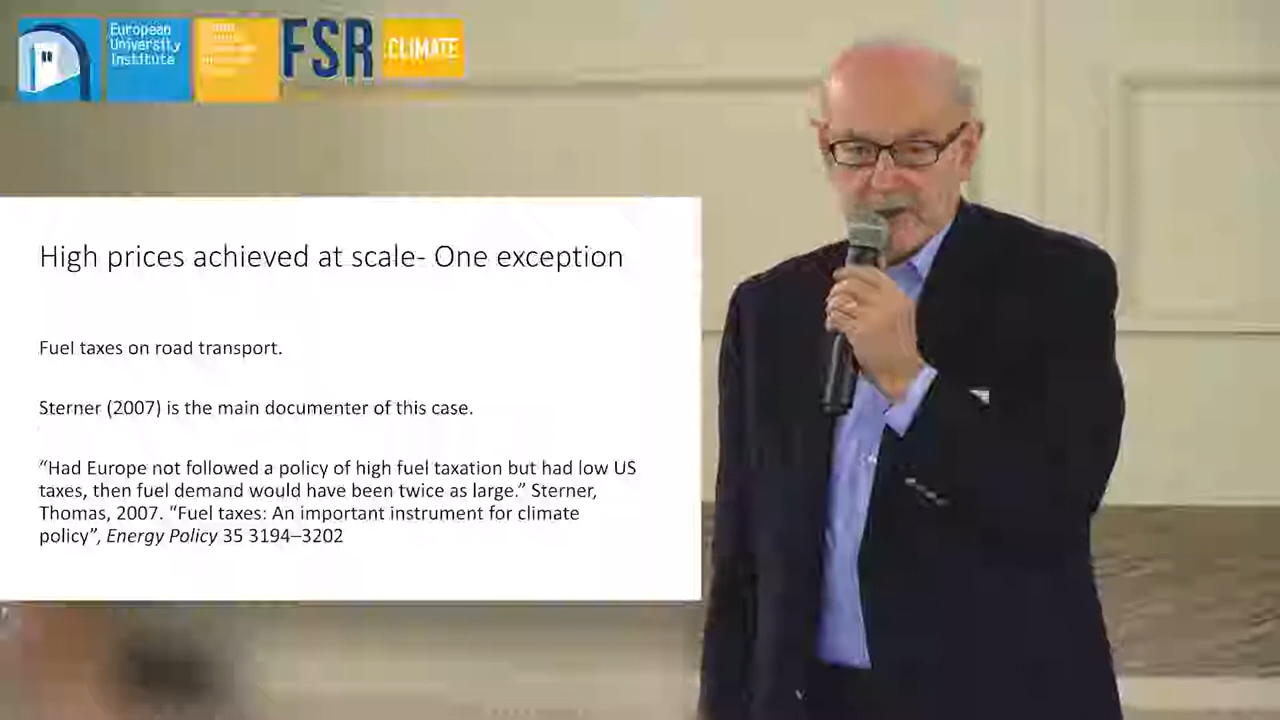 European
University
Institute
FSR
CLIMATE
High prices achieved at scale- One exception
Fuel taxes on road transport.
Sterner (2007) is the main documenter of this case.
“Had Europe not followed a policy of high fuel taxation but had low US
taxes, then fuel demand would have been twice as large.” Sterner,
Thomas, 2007. “Fuel taxes: An important instrument for climate
policy”, Energy Policy 35 3194–3202